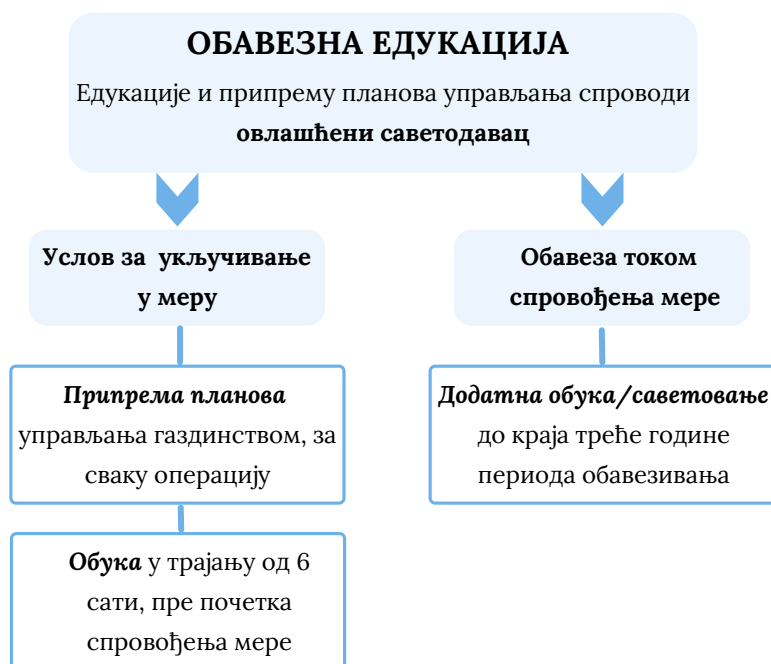 ОБАВЕЗНА ЕДУКАЦИЈА
Едукације и припрему планова управљања спроводи
овлашћени саветодавац
Услов за укључивање
у меру
Припрема планова
управљања газдинством, за
сваку операцију
Обука у трајању од 6
сати, пре почетка
спровођења мере
Обавеза током
спровођења мере
Додатна обука/саветовање
до краја треће године
периода обавезивања